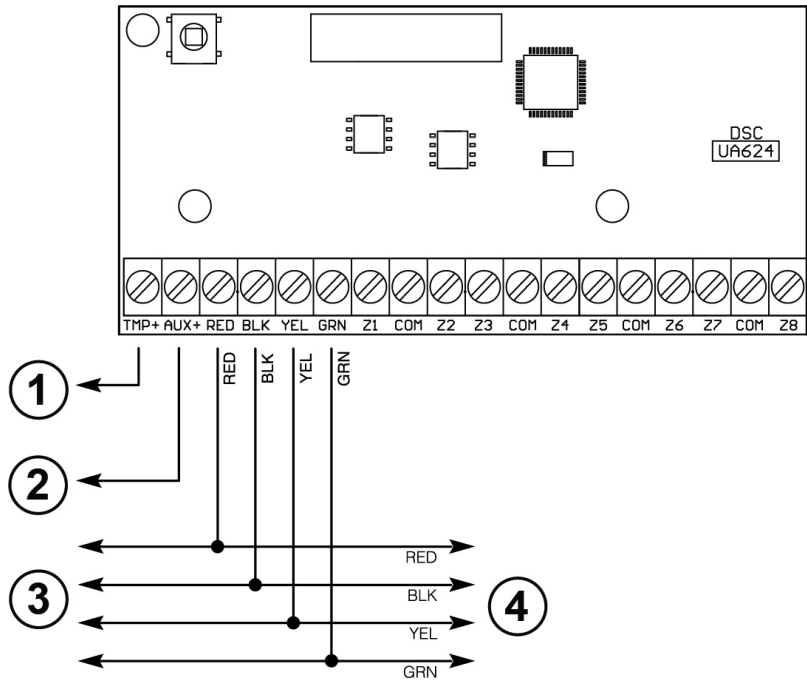 DSC
UA624
TMP+ AUX+ RED BLK YEL GRN Z1 COM Z2 Z3 COM Z4 Z5 COM Z6 Z7 COM Z8
RED BLK YEL GRN
1
2
RED
3
BLK
4
YEL
GRN